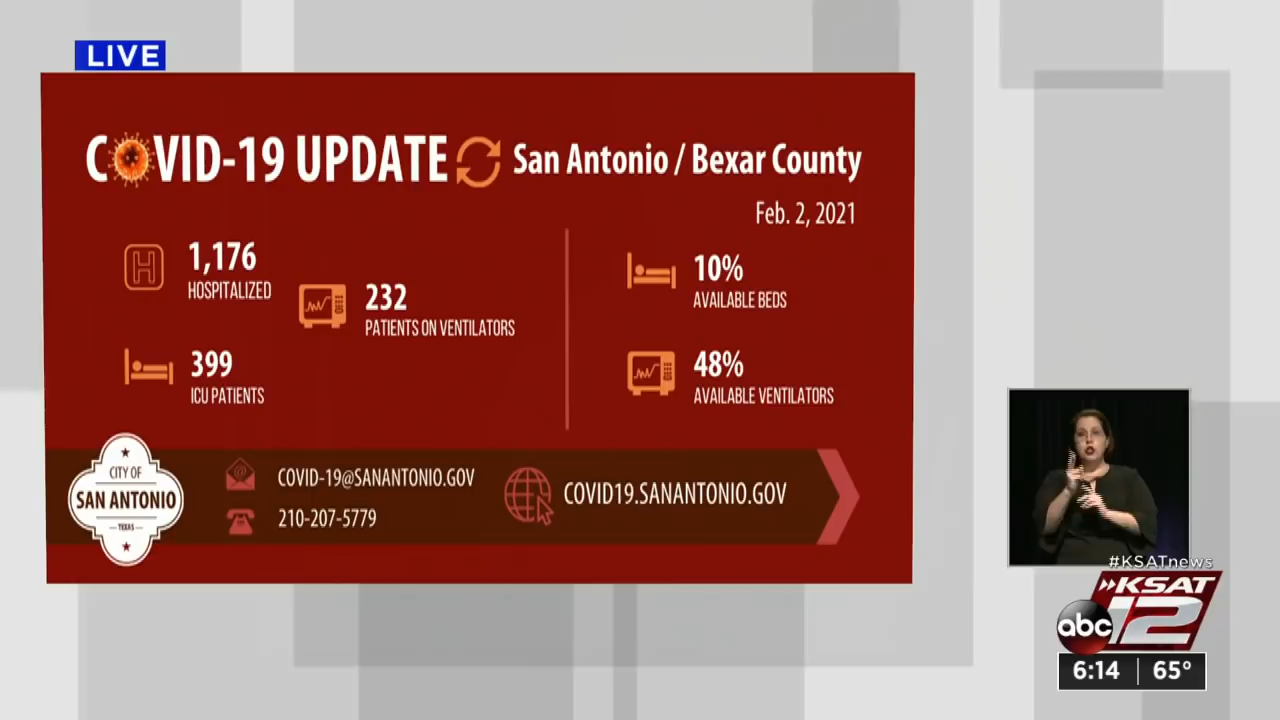 LIVE
COVID-19 UPDATE
San Antonio / Bexar County
Feb. 2, 2021
1,176
HOSPITALIZED
232
PATIENTS ON VENTILATORS
399
ICU PATIENTS
10%
AVAILABLE BEDS
48%
AVAILABLE VENTILATORS
CITY OF
SAN ANTONIO
TEXAS
COVID-19@SANANTONIO.GOV
210-207-5779
COVID19.SANANTONIO.GOV
#KSATnews
KSAT
abc 12
6:14 65°